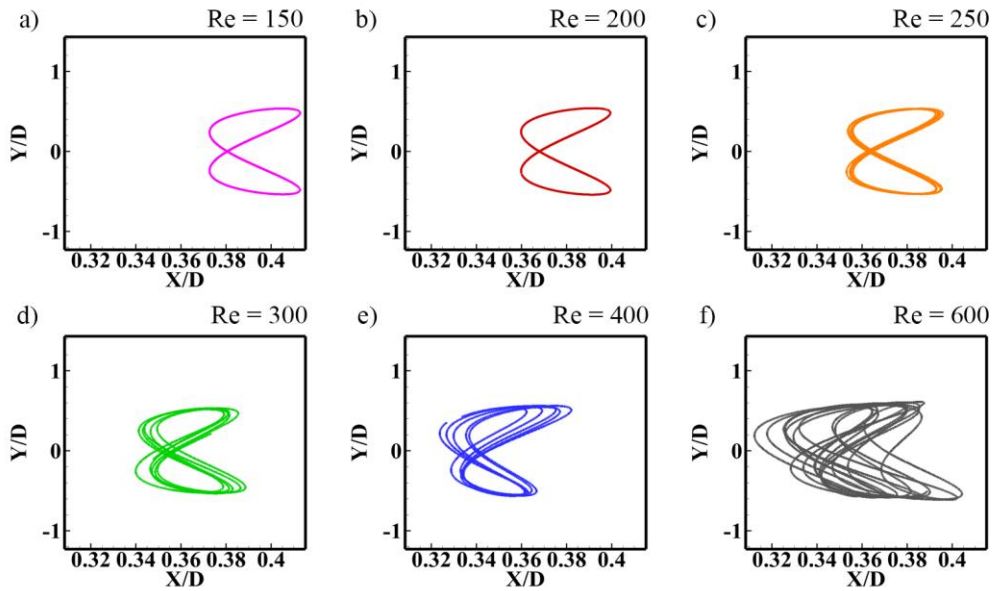 a) Re = 150
b) Re = 200
c) Re = 250
Y/D
1
0
-1
0.32 0.34 0.36 0.38 0.4
X/D
Y/D
1
0
-1
0.32 0.34 0.36 0.38 0.4
X/D
Y/D
1
0
-1
0.32 0.34 0.36 0.38 0.4
X/D
d) Re = 300
e) Re = 400
f) Re = 600
Y/D
1
0
-1
0.32 0.34 0.36 0.38 0.4
X/D
Y/D
1
0
-1
0.32 0.34 0.36 0.38 0.4
X/D
Y/D
1
0
-1
0.32 0.34 0.36 0.38 0.4
X/D